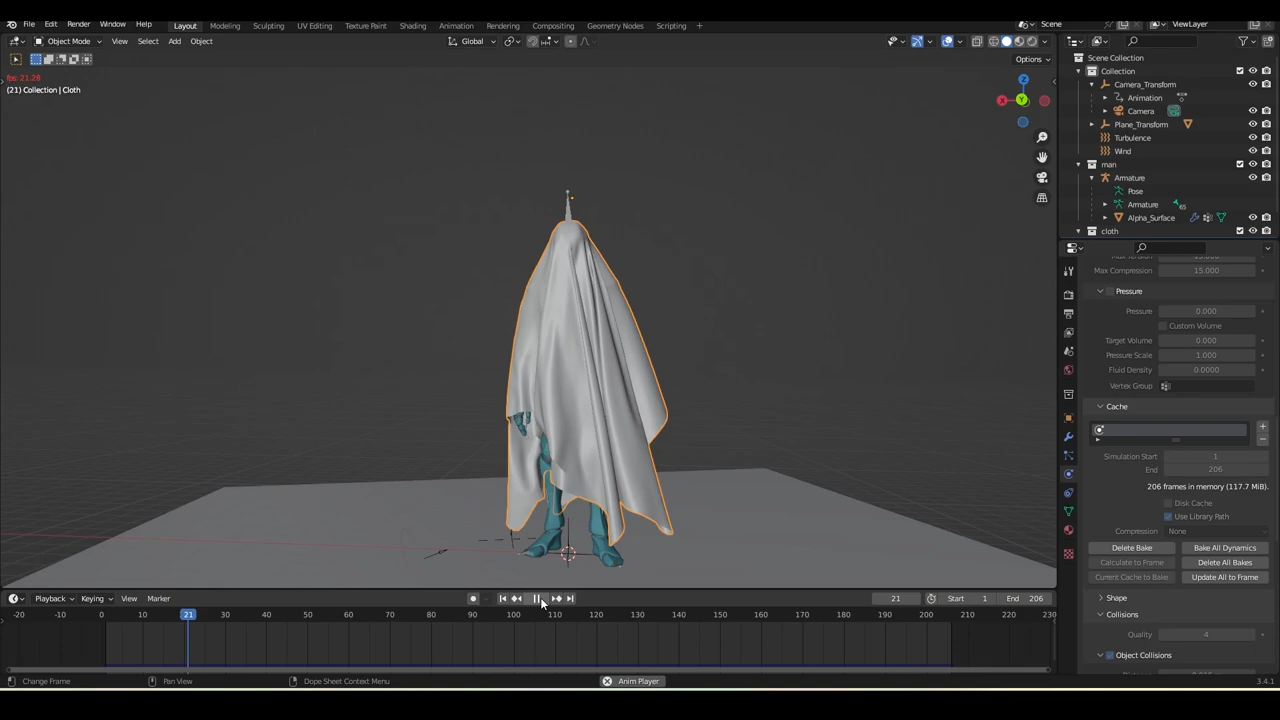 File Edit Render Window Help Layout Modeling Sculpting UV Editing Texture Paint Shading Animation Rendering Compositing Geometry Nodes Scripting + Scene ViewLayer
Object Mode View Select Add Object Global
Options
fps: 21.28
(21) Collection | Cloth
Z
X
Y
Scene Collection
Collection
Camera_Transform
Animation
Camera
Plane_Transform
Turbulence
Wind
man
Armature
Pose
Armature
65
Alpha_Surface
cloth
Max Compression 15.000
Pressure
Pressure 0.000
Custom Volume
Target Volume 0.000
Pressure Scale 1.000
Fluid Density 0.0000
Vertex Group
Cache
Simulation Start 1
End 206
206 frames in memory (117.7 MiB).
Disk Cache
Use Library Path
Compression None
Delete Bake Bake All Dynamics
Calculate to Frame Delete All Bakes
Current Cache to Bake Update All to Frame
Shape
Collisions
Quality 4
Object Collisions
Playback Keying View Marker 21 Start 1 End 206
-20 -10 0 10 21 30 40 50 60 70 80 90 100 110 120 130 140 150 160 170 180 190 200 210 220 230
Change Frame Pan View Dope Sheet Context Menu Anim Player 3.4.1